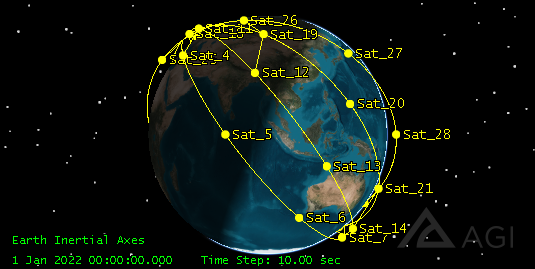 Sat_26
Sat_19
Sat_4
Sat_27
Sat_12
Sat_20
Sat_5
Sat_28
Sat_13
Sat_21
Sat_6
Sat_14
Sat_7
AGI
Earth Inertial Axes
1 Jan 2022 00:00:00.000 Time Step: 10.00 sec